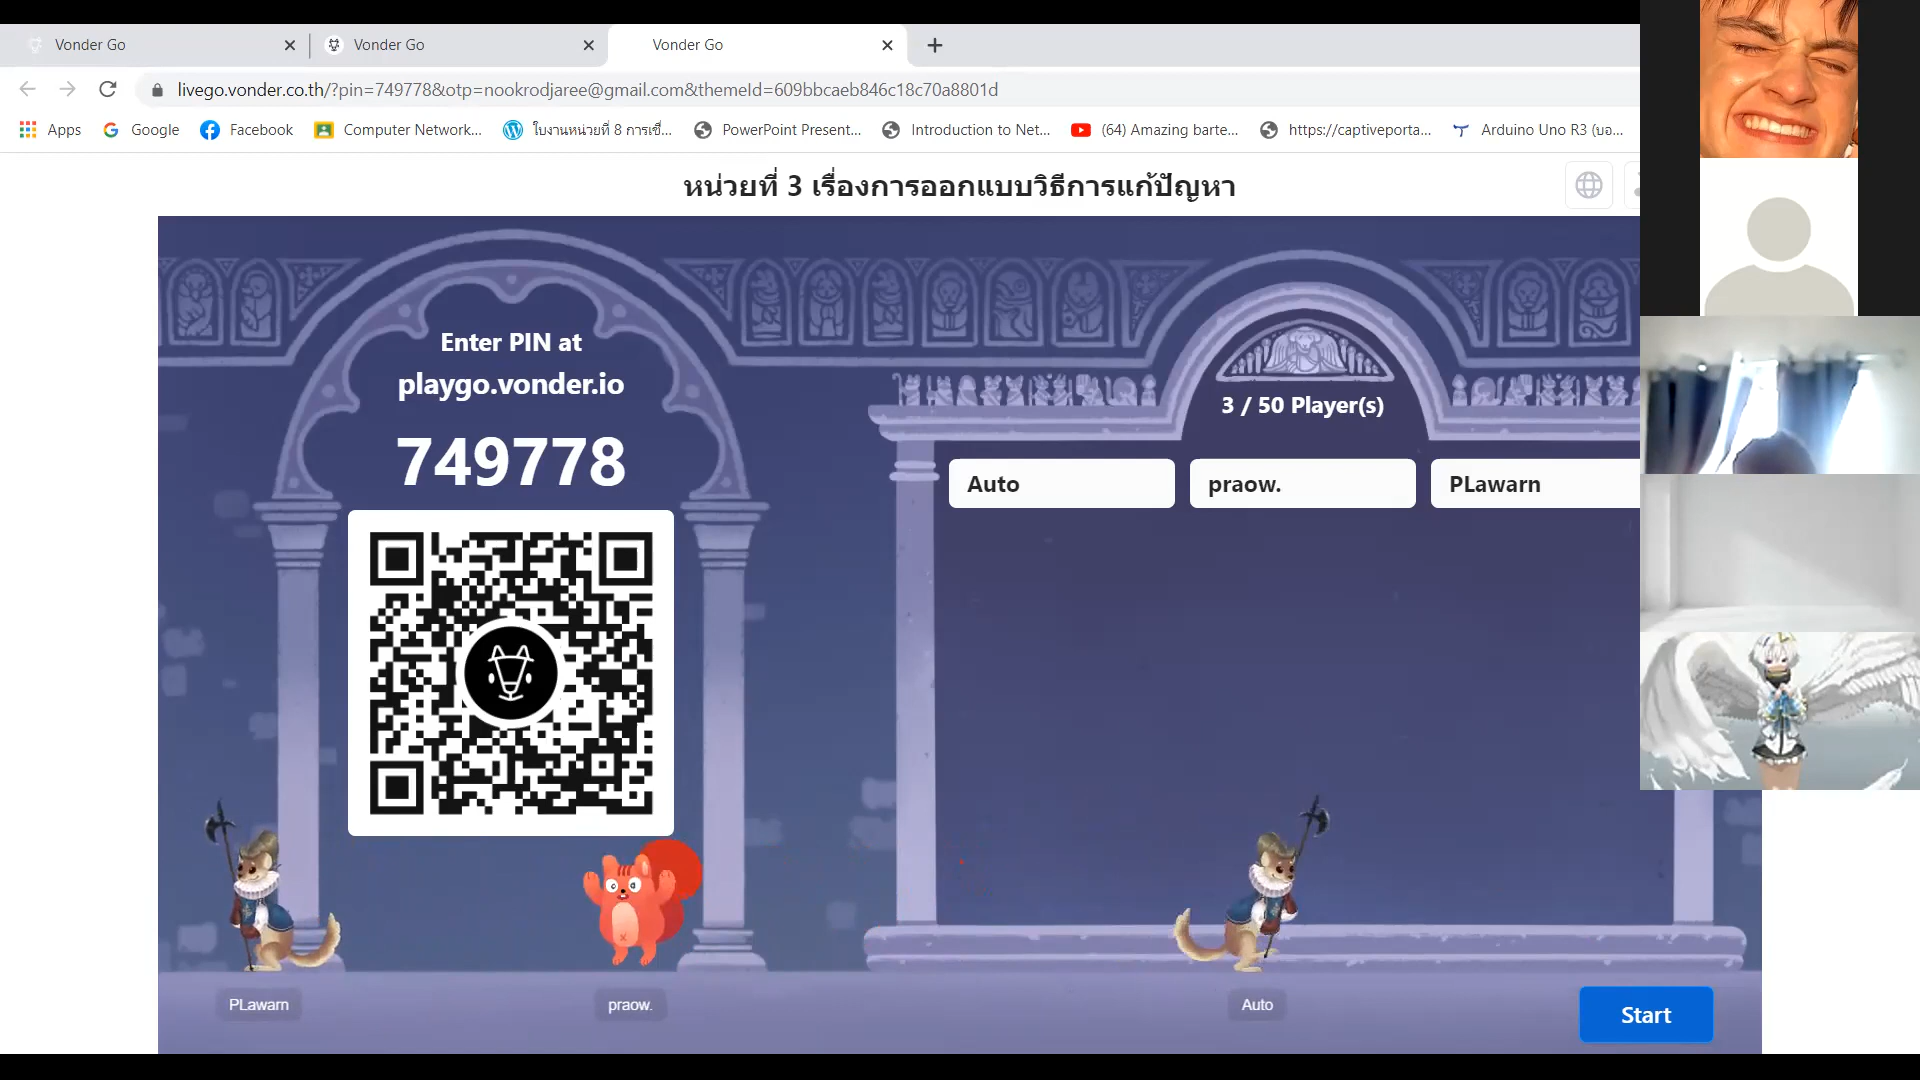 Vonder Go
Vonder Go
Vonder Go
livego.vonder.co.th/?pin=749778&otp=nookrodjaree@gmail.com&themeId=609bbcaeb846c18c70a8801d
Apps
Google
Facebook
Computer Network...
ใบงานหน่วยที่ 8 การเชื่...
PowerPoint Present...
Introduction to Net...
(64) Amazing barte...
https://captiveporta...
Arduino Uno R3 (บอ...
หน่วยที่ 3 เรื่องการออกแบบวิธีการแก้ปัญหา
Enter PIN at
playgo.vonder.io
749778
3 / 50 Player(s)
Auto
praow.
PLawarn
PLawarn
praow.
Auto
Start